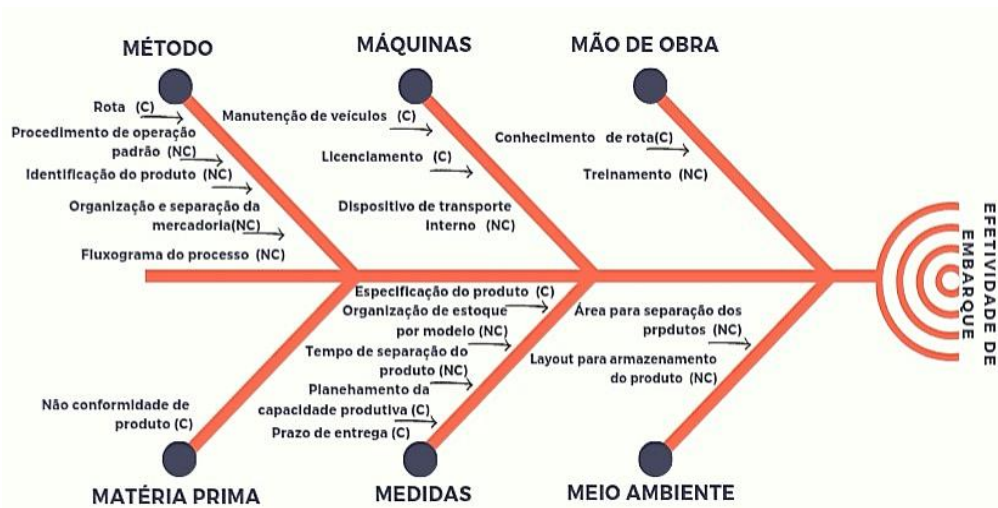 MÉTODO
Rota (C)
Procedimento de operação
padrão (NC)
Identificação do produto (NC)
Organização e separação da
mercadoria(NC)
Fluxograma do processo (NC)
MÁQUINAS
Manutenção de veículos (C)
Licenciamento (C)
Dispositivo de transporte
Interno (NC)
MÃO DE OBRA
Conhecimento de rota(C)
Treinamento (NC)
EFETIVIDADE DE
EMBARQUE
Não conformidade de
produto (C)
MATÉRIA PRIMA
Especificação do produto (C)
Organização de estoque
por modelo (NC)
Tempo de separação do
produto (NC)
Planehamento da
capacidade produtiva (C)
Prazo de entrega (C)
MEDIDAS
Área para separação dos
prpdutos (NC)
Layout para armazenamento
do produto (NC)
MEIO AMBIENTE